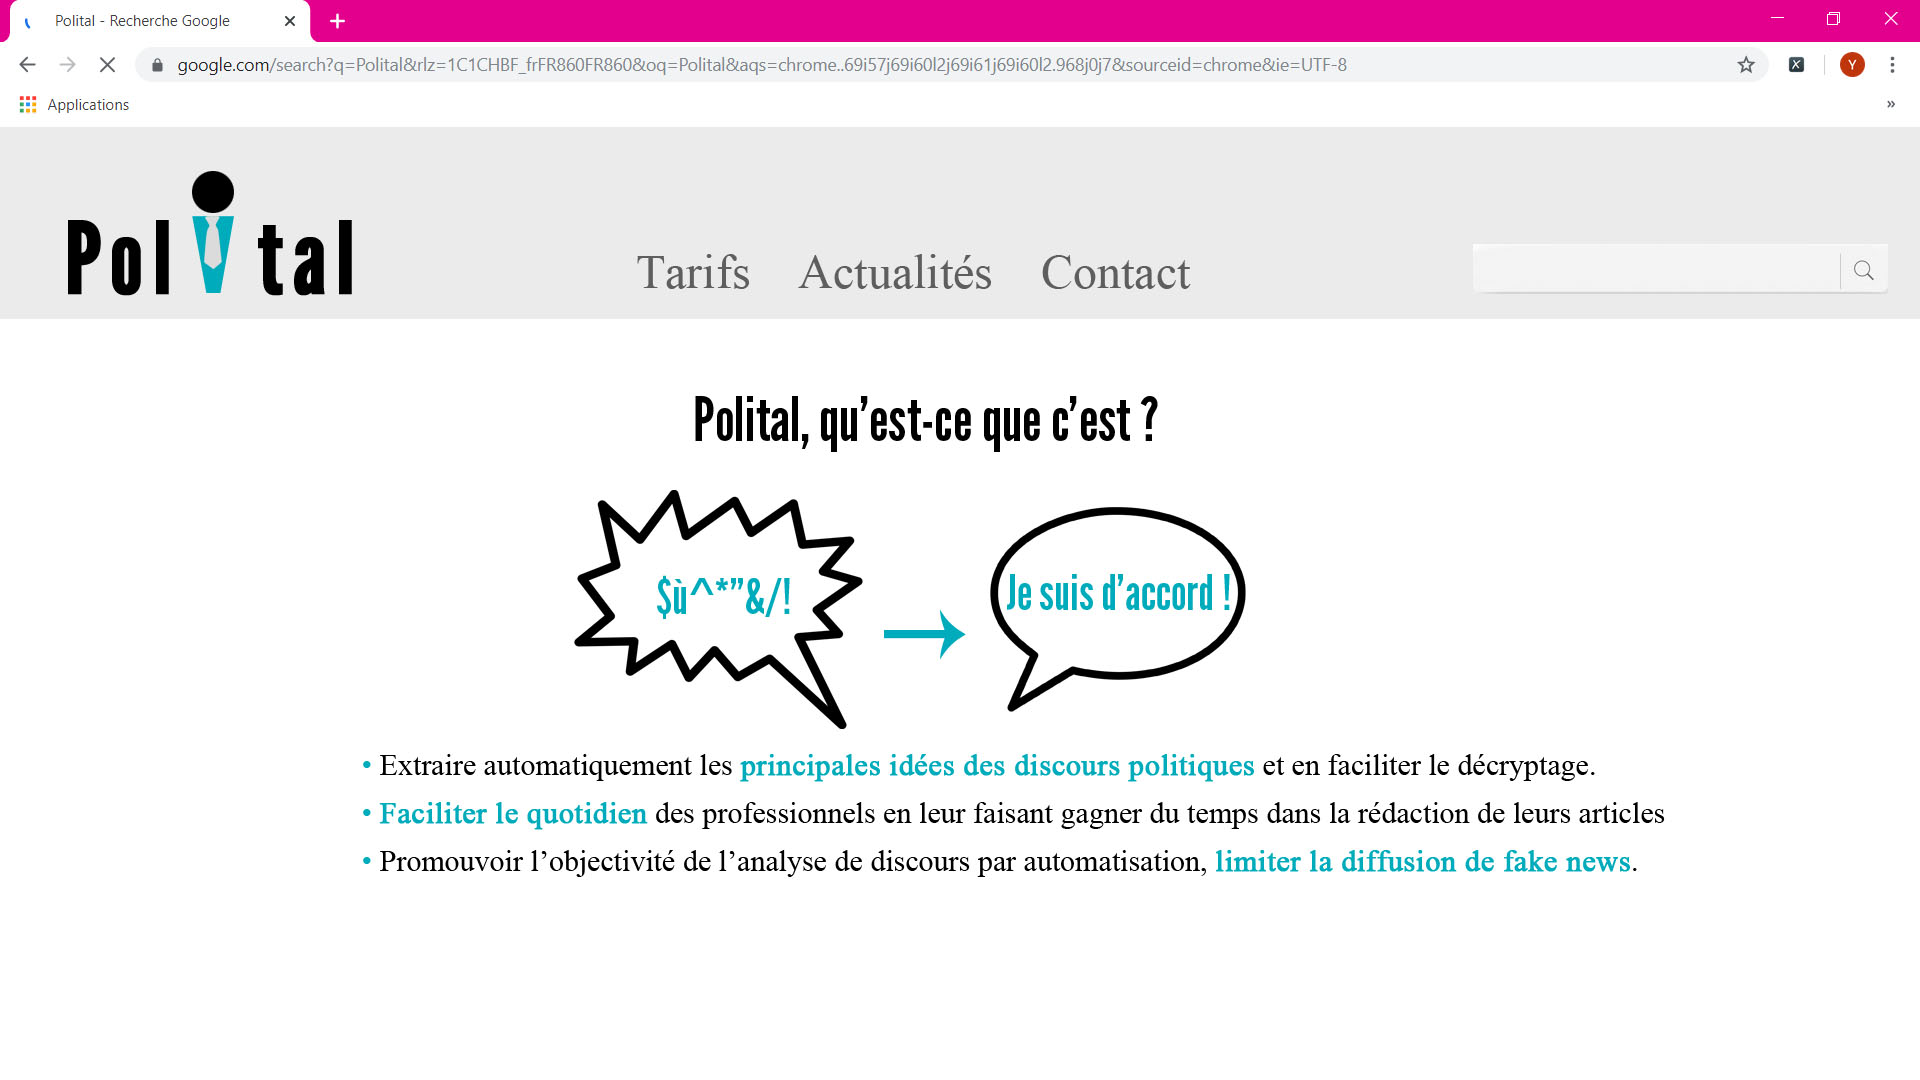 Polital - Recherche Google
google.com/search?q=Polital&rlz=1C1CHBF_frFR860FR860&oq=Polital&aqs=chrome..69i57j69i60l2j69i61j69i60l2.968j0j7&sourceid=chrome&ie=UTF-8
Y
Applications
»
Polital
Tarifs Actualités Contact
Polital, qu’est-ce que c’est ?
$ù^*”&/!
Je suis d’accord !
• Extraire automatiquement les principales idées des discours politiques et en faciliter le décryptage.
• Faciliter le quotidien des professionnels en leur faisant gagner du temps dans la rédaction de leurs articles
• Promouvoir l’objectivité de l’analyse de discours par automatisation, limiter la diffusion de fake news.